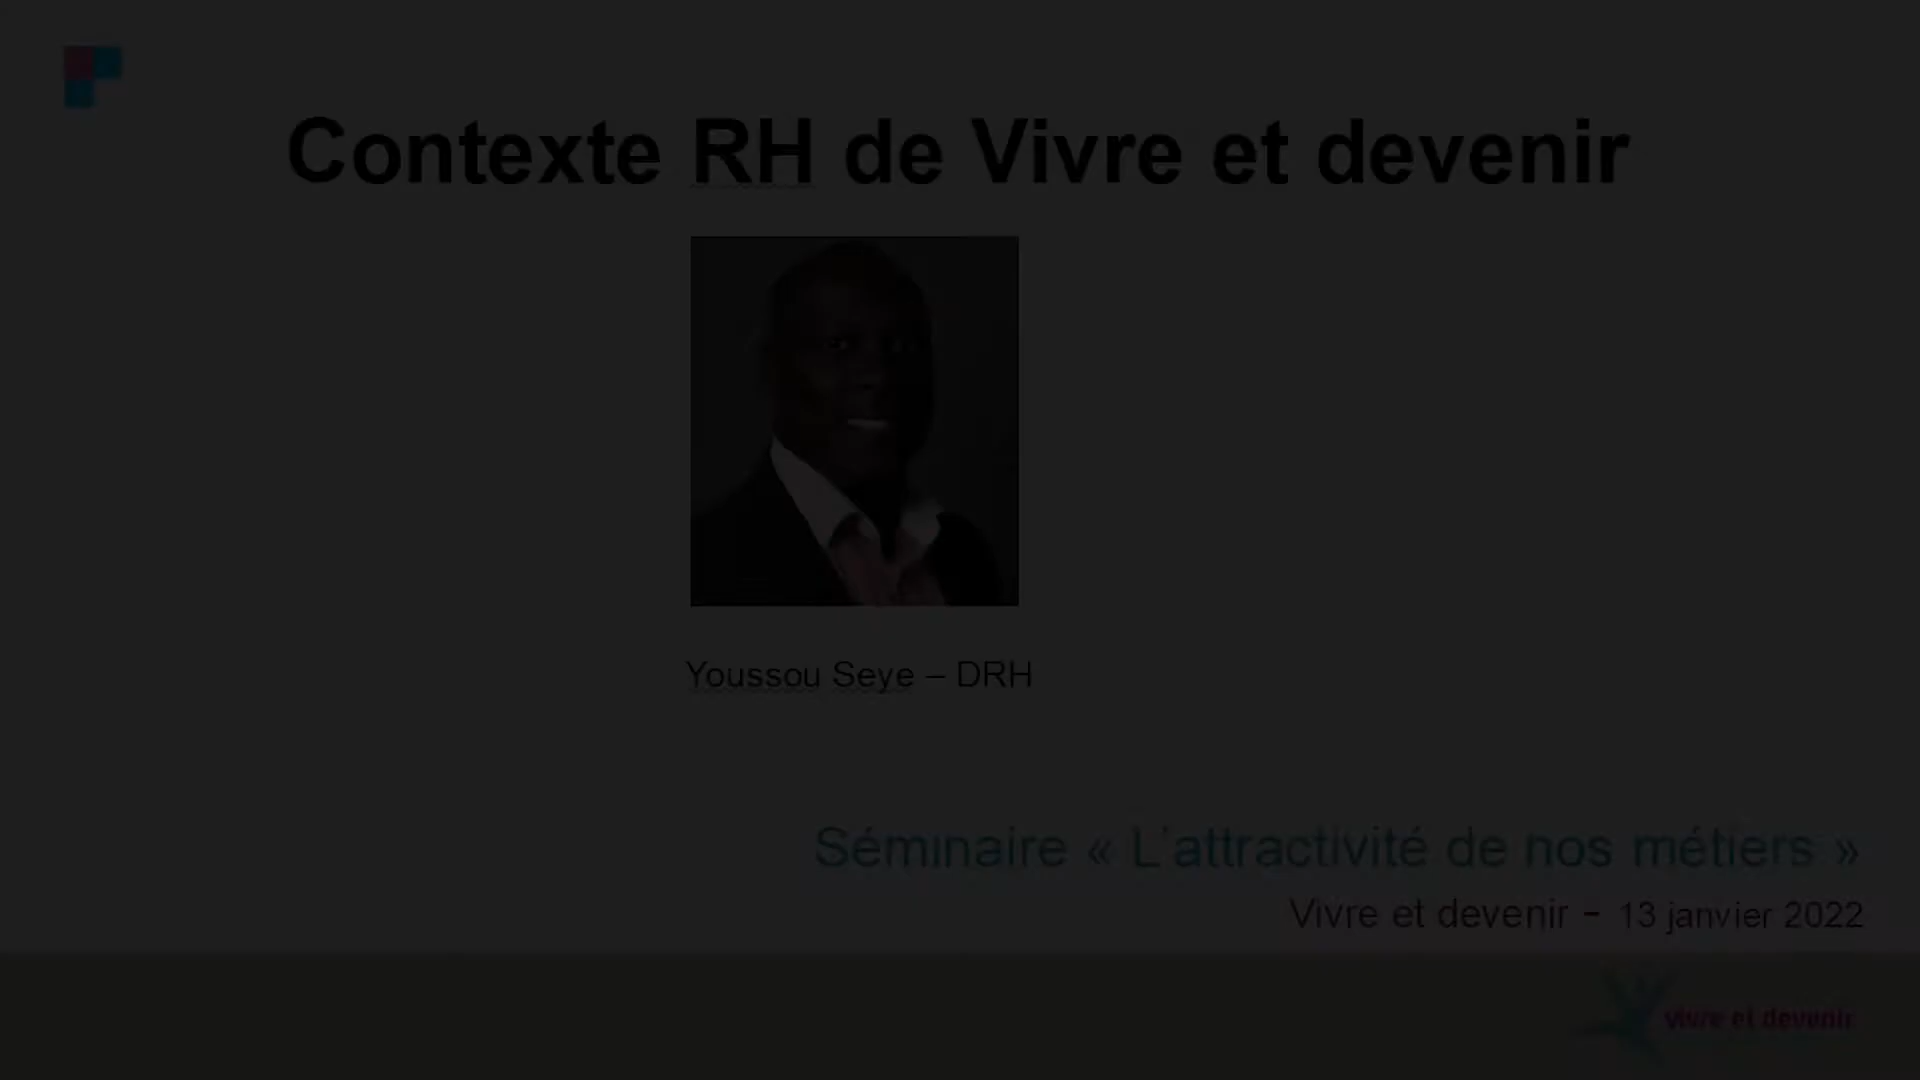 Contexte RH de Vivre et devenir
Youssou Seye – DRH
Séminaire « L'attractivité de nos métiers »
Vivre et devenir - 13 janvier 2022
vivre et devenir